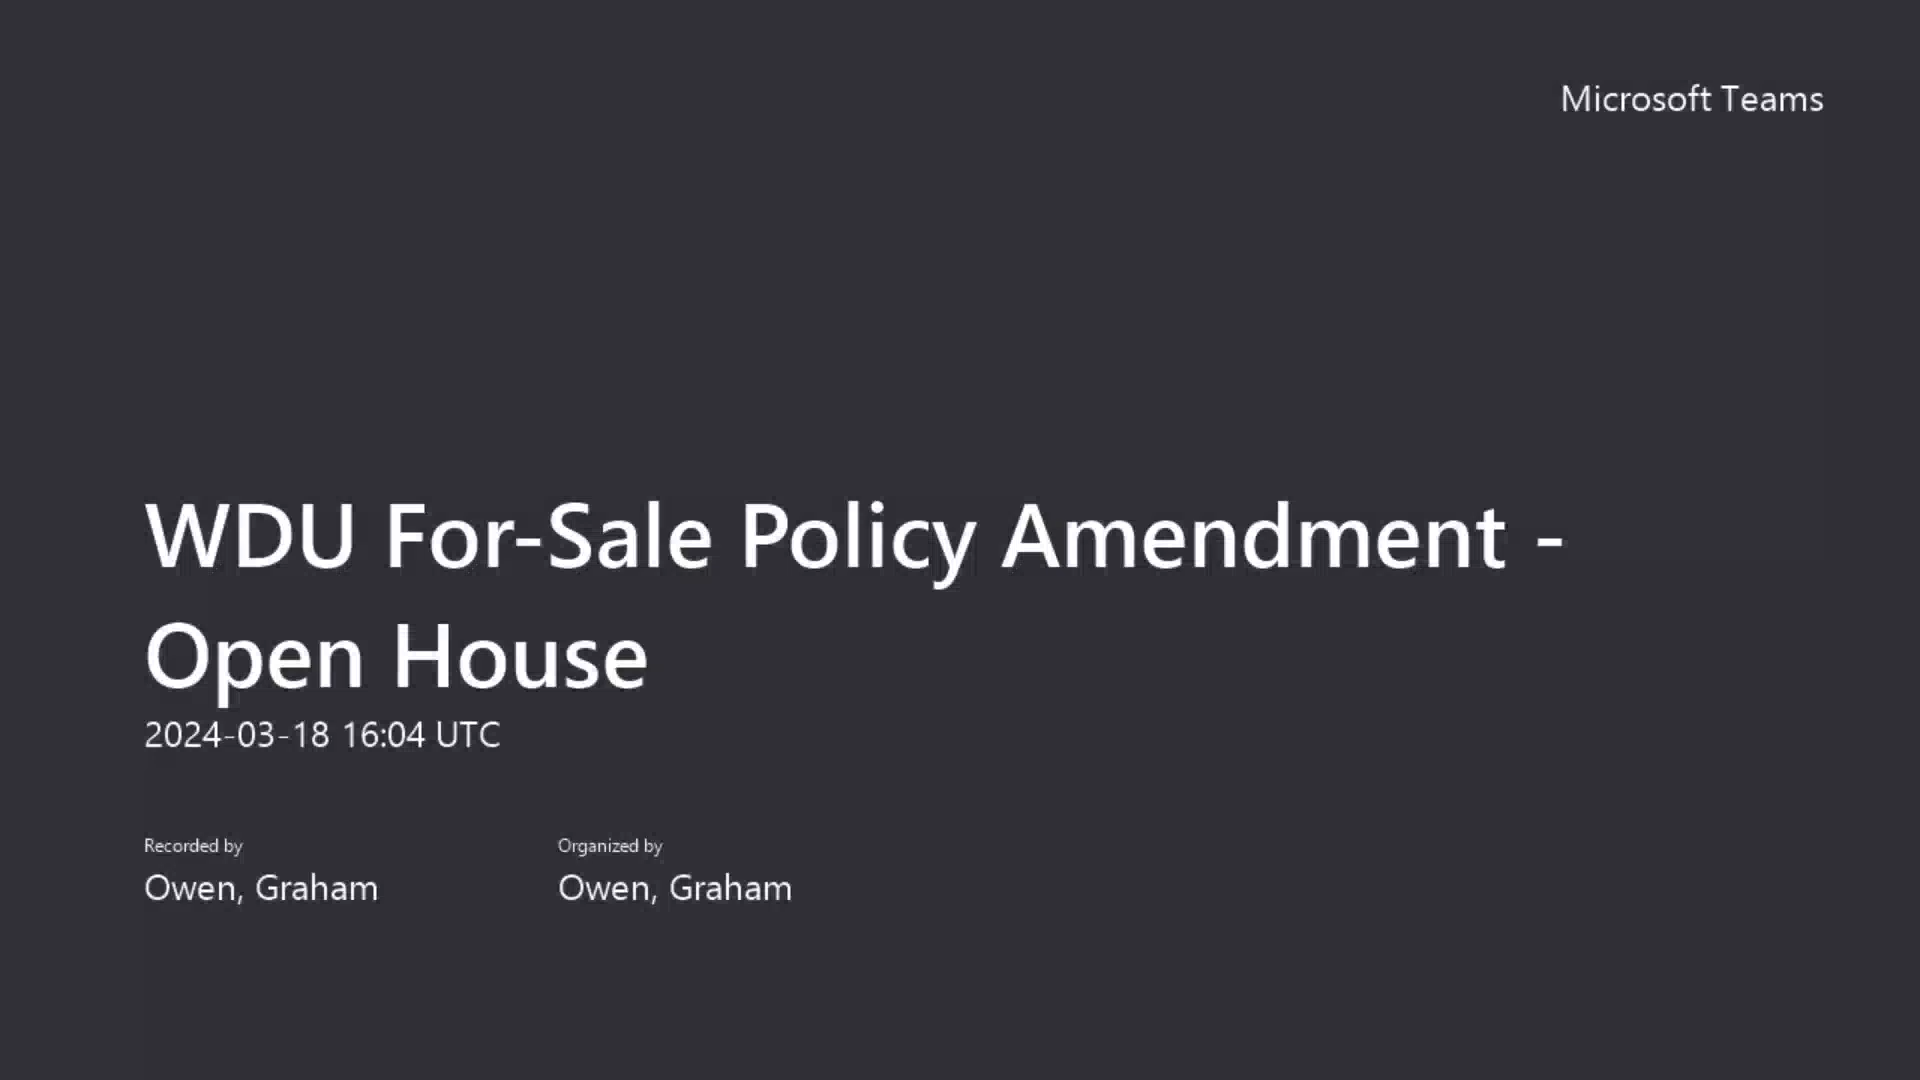 Microsoft Teams
WDU For-Sale Policy Amendment -
Open House
2024-03-18 16:04 UTC
Recorded by
Organized by
Owen, Graham
Owen, Graham